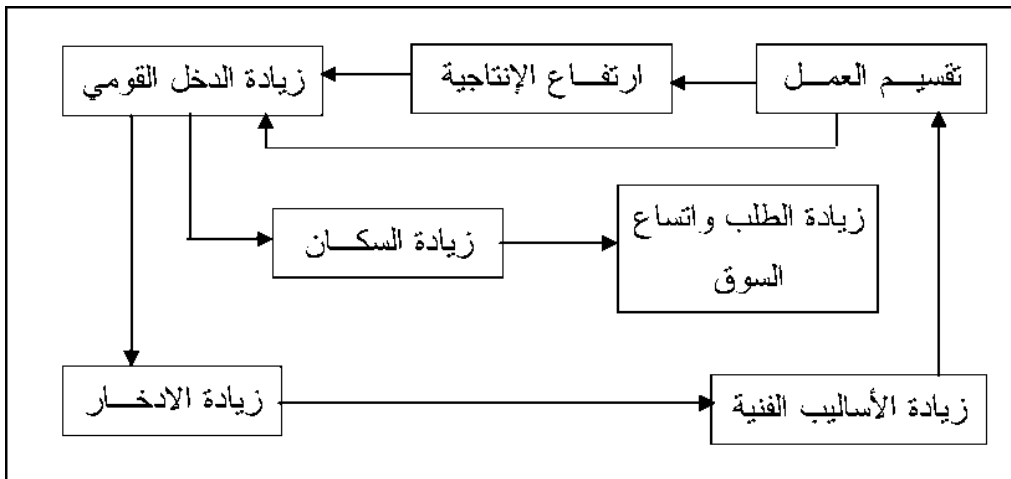 تقسيم العمل
ارتفاع الإنتاجية
زيادة الدخل القومي
زيادة السكان
زيادة الطلب واتساع
السوق
زيادة الادخار
زيادة الأساليب الفنية